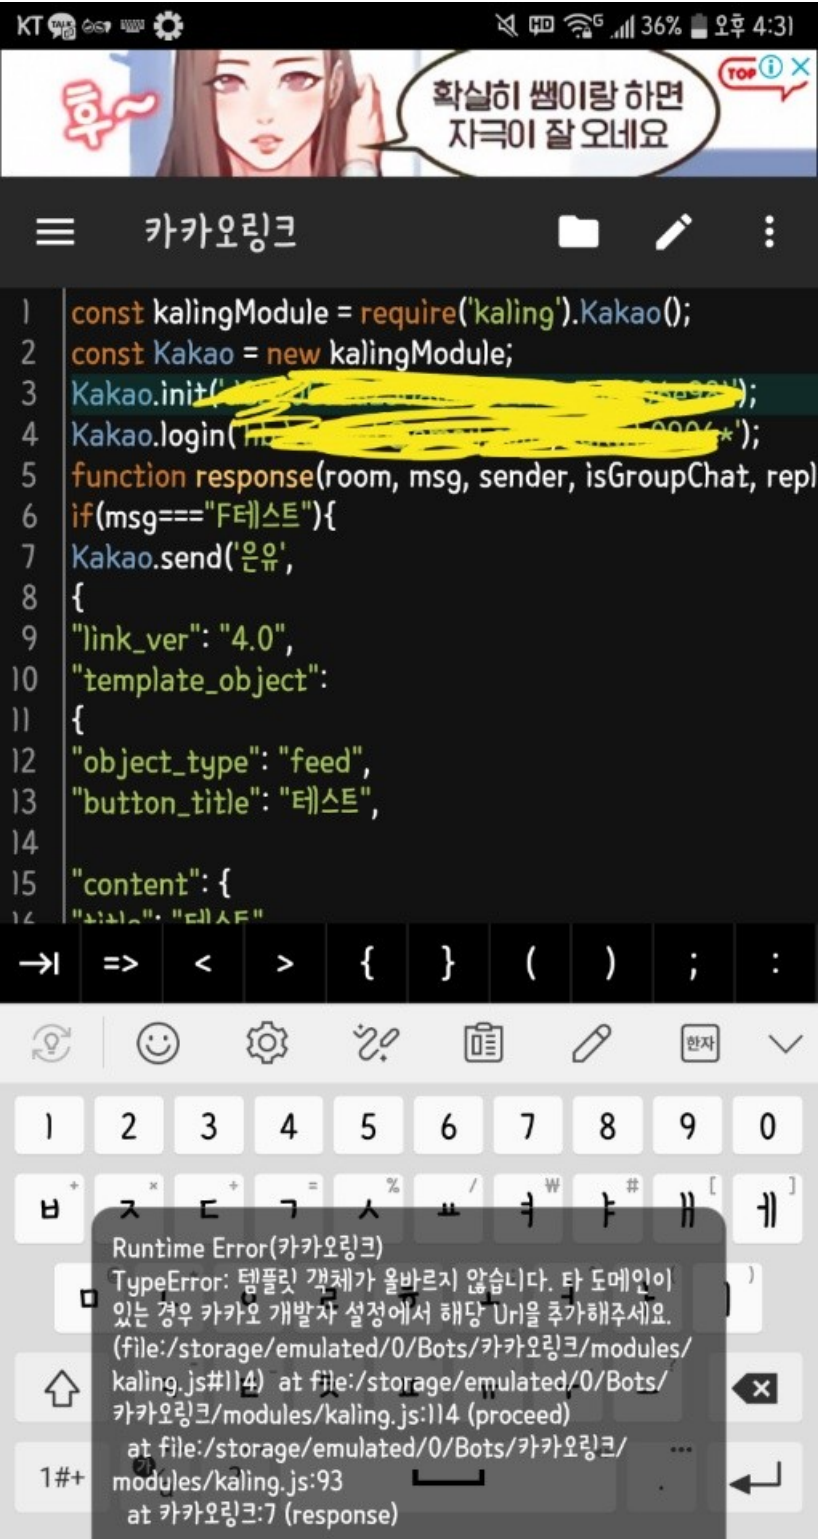 KT 36% 오후 4:31
후~
확실히 쌤이랑 하면
자극이 잘 오네요
TOP
카카오링크
1 const kalingModule = require('kaling').Kakao();
2 const Kakao = new kalingModule;
3 Kakao.init(' ');
4 Kakao.login(' *');
5 function response(room, msg, sender, isGroupChat, repl
6 if(msg==="F테스트"){
7 Kakao.send('은유',
8 {
9 "link_ver": "4.0",
10 "template_object":
11 {
12 "object_type": "feed",
13 "button_title": "테스트",
14
15 "content": {
16 "title": "테스트"
→| => < > { } ( ) ; :
한자
1 2 3 4 5 6 7 8 9 0
ㅂ ㅈ ㄷ ㄱ ㅅ ㅛ ㅕ ㅑ ㅐ ㅔ
Runtime Error(카카오링크)
TypeError: 템플릿 객체가 올바르지 않습니다. 타 도메인이
있는 경우 카카오 개발자 설정에서 해당 Url을 추가해주세요.
(file:/storage/emulated/0/Bots/카카오링크/modules/
kaling.js#114) at file:/storage/emulated/0/Bots/
카카오링크/modules/kaling.js:114 (proceed)
at file:/storage/emulated/0/Bots/카카오링크/
modules/kaling.js:93
at 카카오링크:7 (response)
1#+